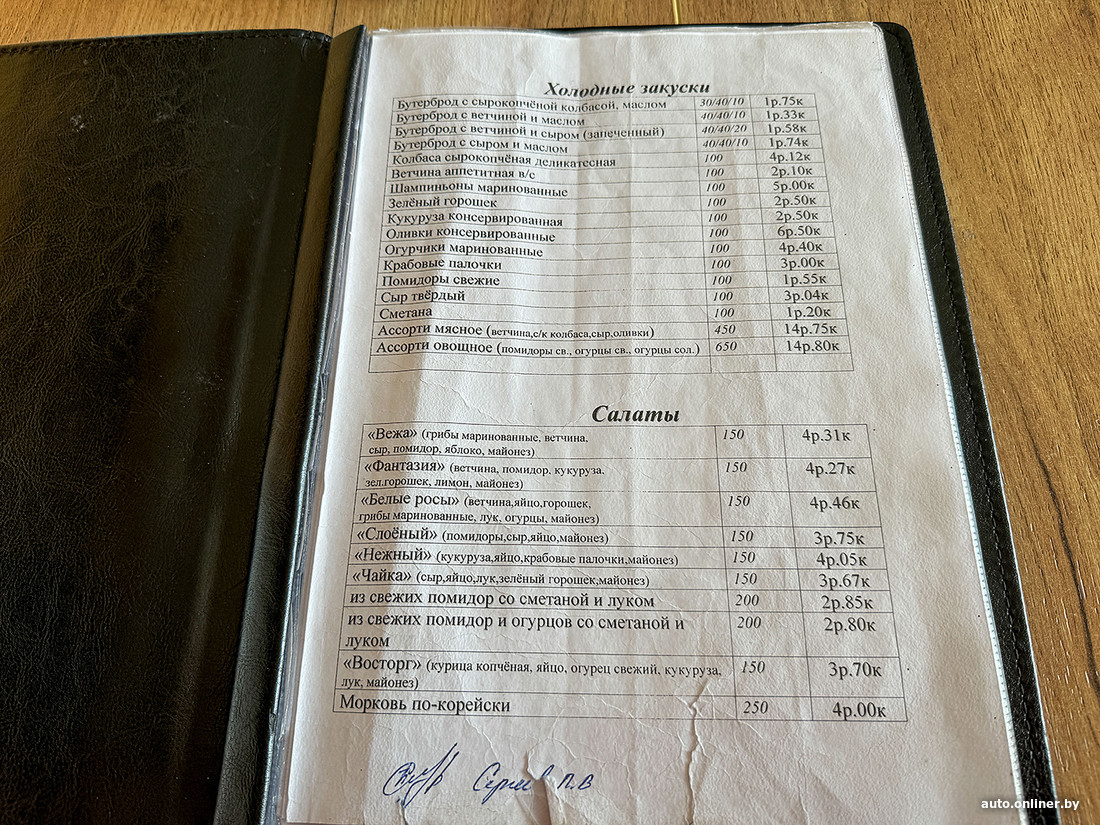 Холодные закуски
Бутерброд с сырокопчёной колбасой, маслом 30/40/10 1р.75к
Бутерброд с ветчиной и маслом 40/40/10 1р.33к
Бутерброд с ветчиной и сыром (запеченный) 40/40/20 1р.58к
Бутерброд с сыром и маслом 40/40/10 1р.74к
Колбаса сырокопчёная деликатесная 100 4р.12к
Ветчина аппетитная в/с 100 2р.10к
Шампиньоны маринованные 100 5р.00к
Зелёный горошек 100 2р.50к
Кукуруза консервированная 100 2р.50к
Оливки консервированные 100 6р.50к
Огурчики маринованные 100 4р.40к
Крабовые палочки 100 3р.00к
Помидоры свежие 100 1р.55к
Сыр твёрдый 100 3р.04к
Сметана 100 1р.20к
Ассорти мясное (ветчина,с/к колбаса,сыр,оливки) 450 14р.75к
Ассорти овощное (помидоры св., огурцы св., огурцы сол.) 650 14р.80к
Салаты
«Вежа» (грибы маринованные, ветчина, 150 4р.31к
сыр, помидор, яблоко, майонез)
«Фантазия» (ветчина, помидор, кукуруза, 150 4р.27к
зел.горошек, лимон, майонез)
«Белые росы» (ветчина,яйцо,горошек, 150 4р.46к
грибы маринованные, лук, огурцы, майонез)
«Слоёный» (помидоры,сыр,яйцо,майонез) 150 3р.75к
«Нежный» (кукуруза,яйцо,крабовые палочки,майонез) 150 4р.05к
«Чайка» (сыр,яйцо,лук,зелёный горошек,майонез) 150 3р.67к
из свежих помидор со сметаной и луком 200 2р.85к
из свежих помидор и огурцов со сметаной и 200 2р.80к
луком
«Восторг» (курица копчёная, яйцо, огурец свежий, кукуруза, 150 3р.70к
лук, майонез)
Морковь по-корейски 250 4р.00к
П.В
auto.onliner.by